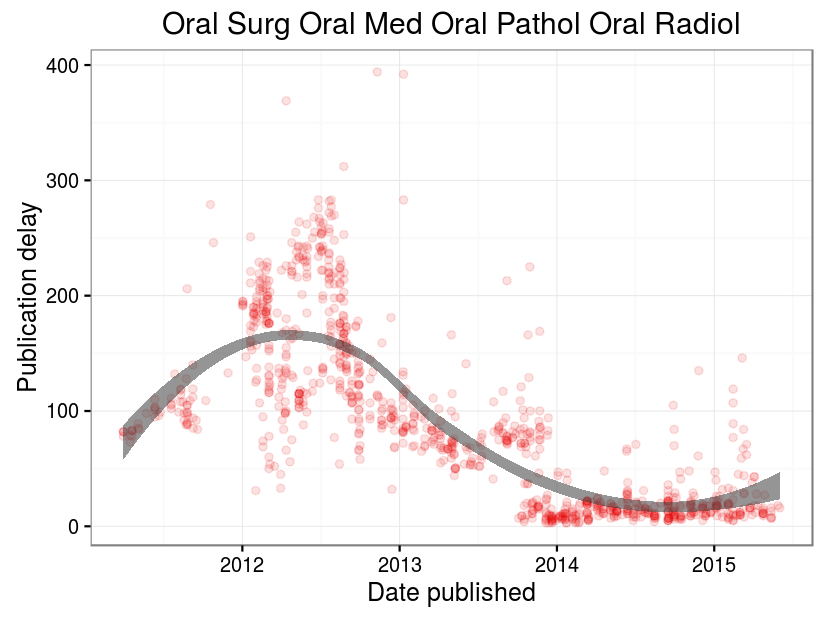 Oral Surg Oral Med Oral Pathol Oral Radiol
Publication delay
400
300
200
100
0
2012 2013 2014 2015
Date published